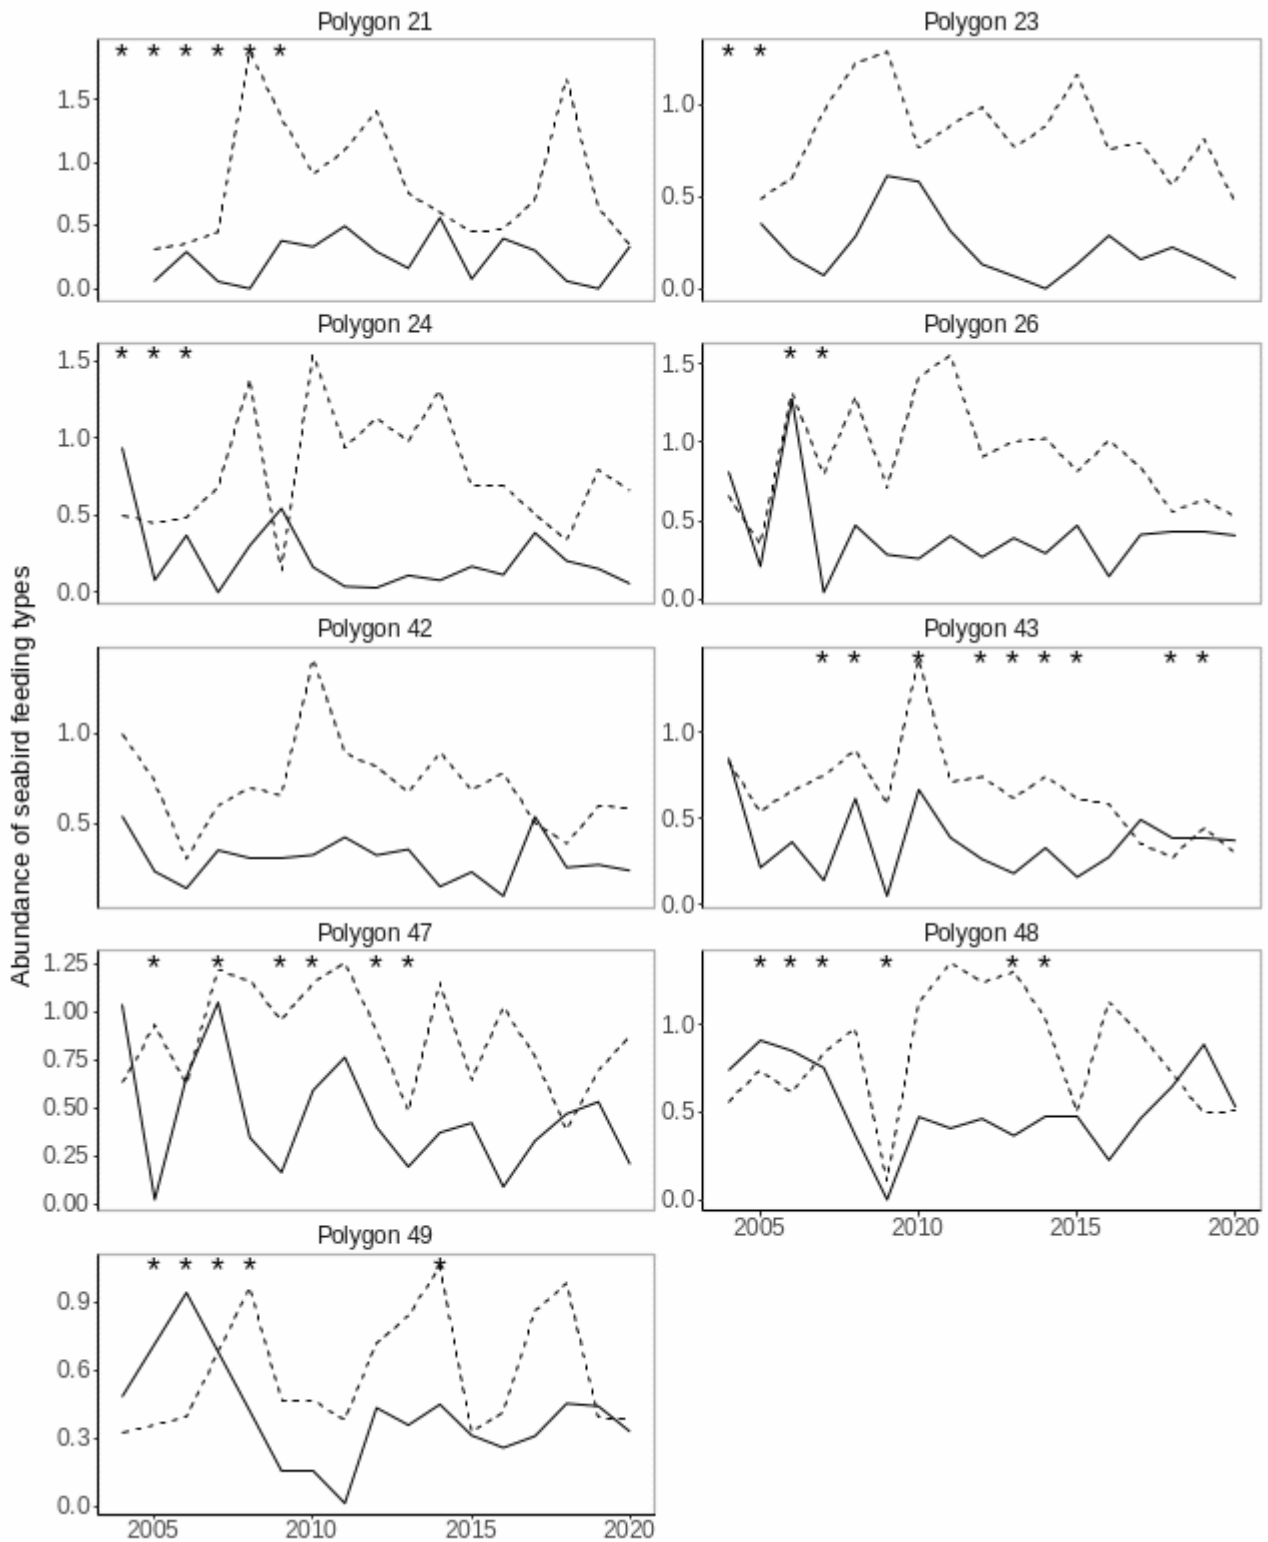 Abundance of seabird feeding types
Polygon 21
* * * * * *
1.5
1.0
0.5
0.0
Polygon 23
* *
1.0
0.5
0.0
Polygon 24
* * *
1.5
1.0
0.5
0.0
Polygon 26
* *
1.5
1.0
0.5
0.0
Polygon 42
1.0
0.5
Polygon 43
* * * * * * * * *
1.0
0.5
0.0
Polygon 47
* * * * * *
1.25
1.00
0.75
0.50
0.25
0.00
Polygon 48
* * * * * *
1.0
0.5
0.0
2005 2010 2015 2020
Polygon 49
* * * * *
0.9
0.6
0.3
0.0
2005 2010 2015 2020